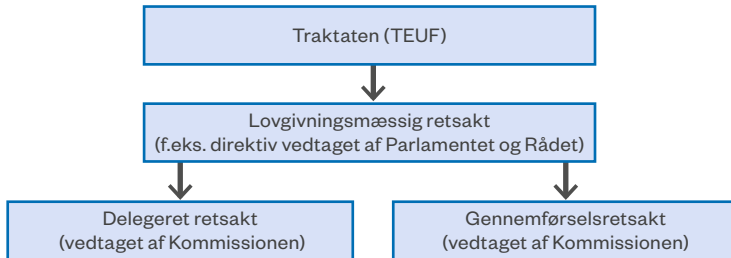 Traktaten (TEUF)
Lovgivningsmæssig retsakt
(f.eks. direktiv vedtaget af Parlamentet og Rådet)
Delegeret retsakt
(vedtaget af Kommissionen)
Gennemførselsretsakt
(vedtaget af Kommissionen)